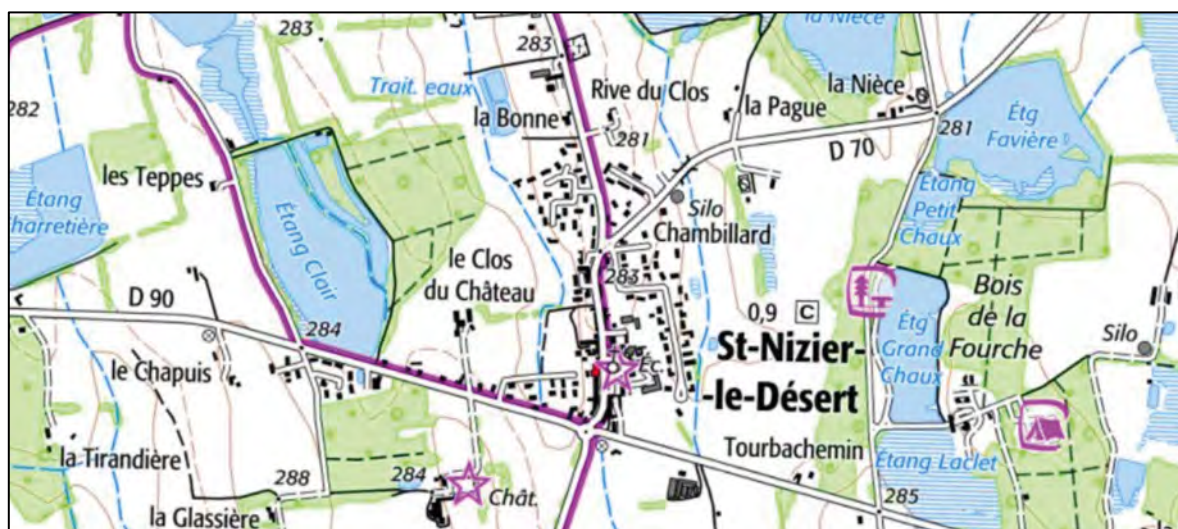 la Nièce
283
283
Trait. eaux
Rive du Clos
la Nièce
Étg
Favière
282
la Bonne
la Pague
281
281
D 70
les Teppes
Étang
Charretière
Étang Clair
Silo
Chambillard
Étang
Petit
Chaux
le Clos
du Château
283
D 90
0,9 C
Bois
de la
Fourche
284
Étg
Grand
Chaux
Silo
St-Nizier-
-le-Désert
le Chapuis
Tourbachemin
la Tirandière
288
284
Chât.
Étang Laclet
285
la Glassière